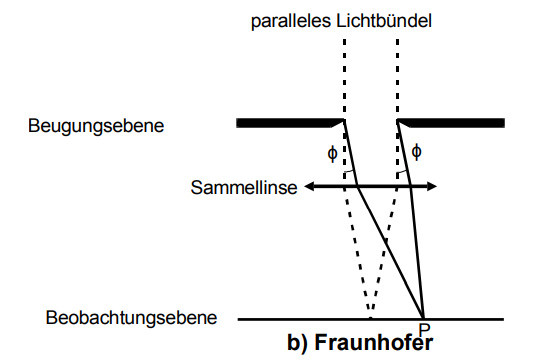 paralleles Lichtbündel
Beugungsebene
ϕ
ϕ
Sammellinse
Beobachtungsebene
P
b) Fraunhofer